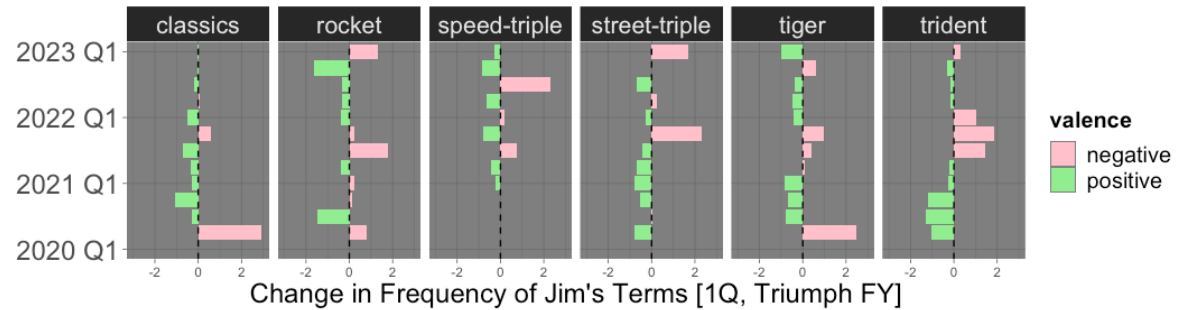 classics rocket speed-triple street-triple tiger trident
2023 Q1
2022 Q1
2021 Q1
2020 Q1
valence
negative
positive
-2 0 2 -2 0 2 -2 0 2 -2 0 2 -2 0 2 -2 0 2
Change in Frequency of Jim's Terms [1Q, Triumph FY]